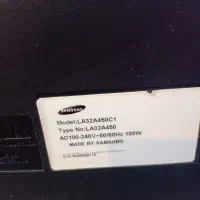 SAMSUNG
Model:LA32A450C1
Type No:LA32A450
AC100-240V~50/60Hz 180W
MADE BY SAMSUNG